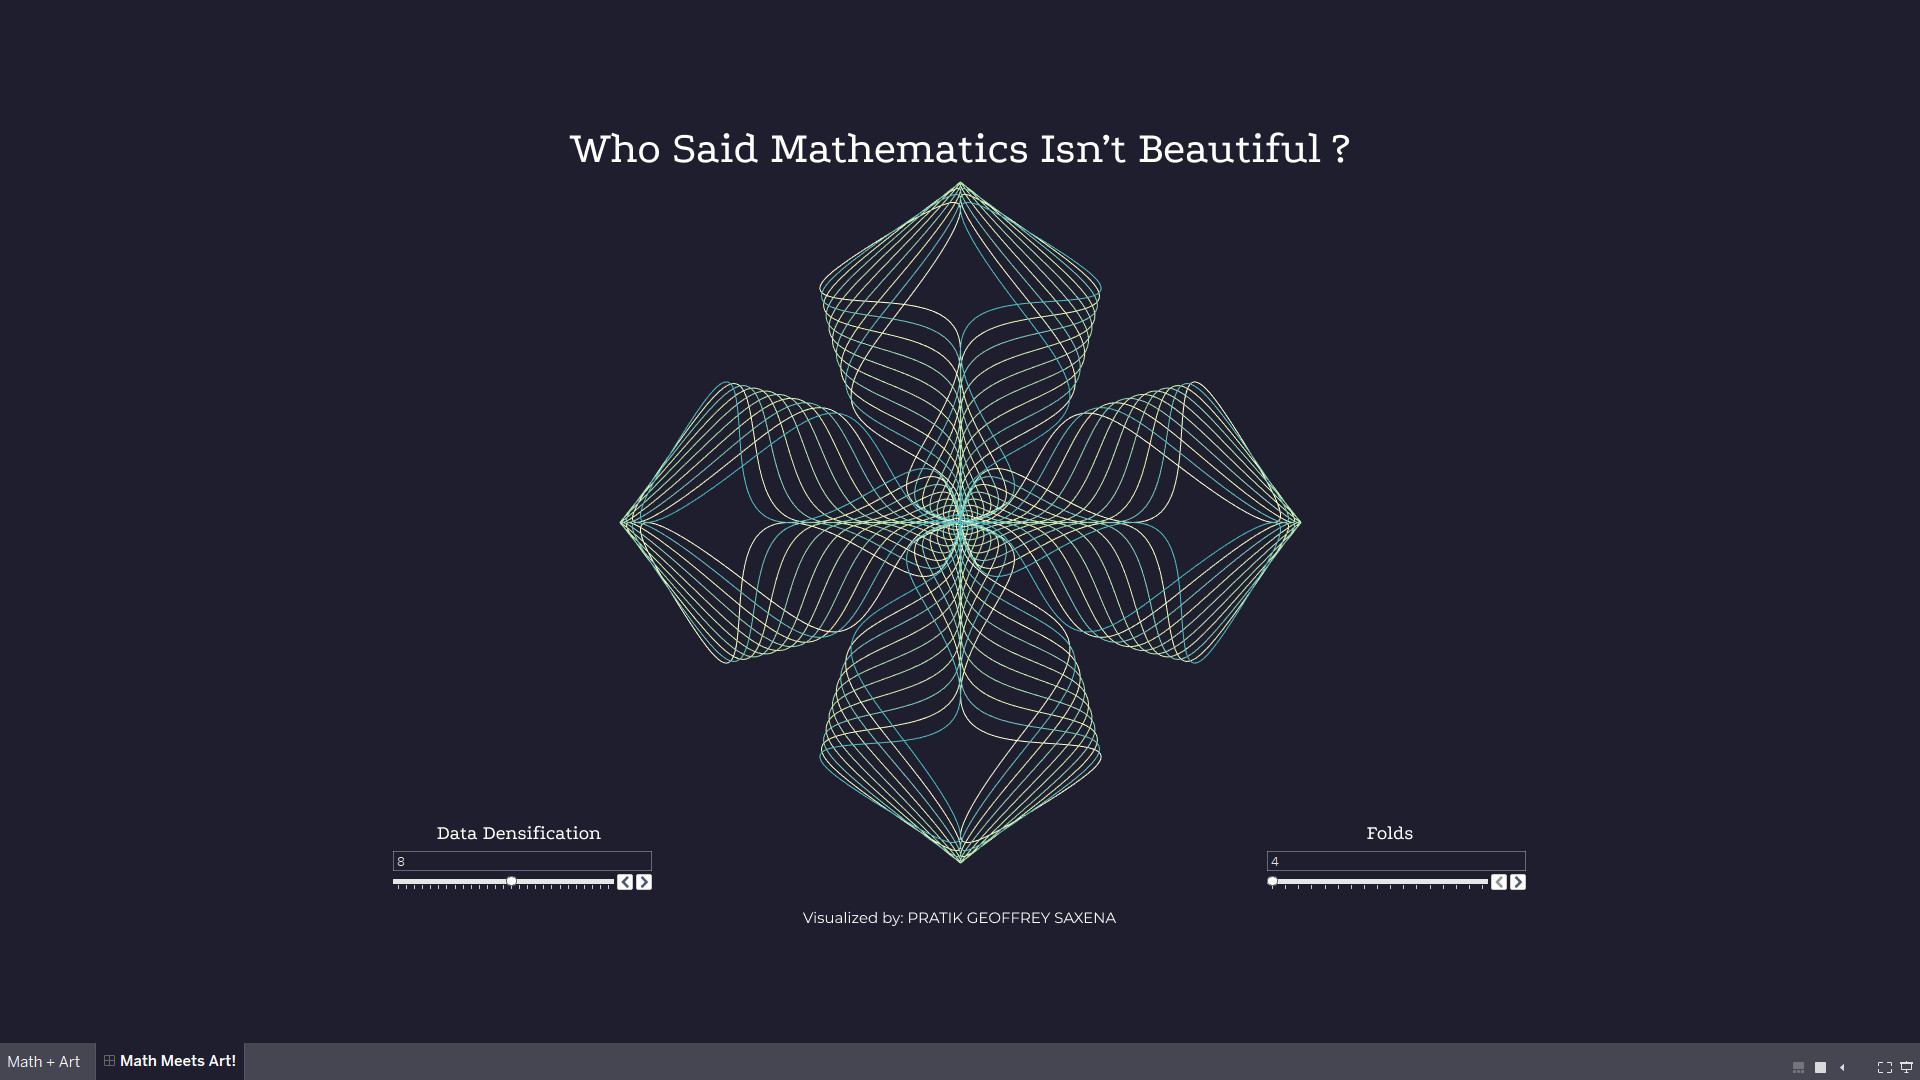 Who Said Mathematics Isn't Beautiful ?
Data Densification
8
Folds
4
Visualized by: PRATIK GEOFFREY SAXENA
Math + Art
Math Meets Art!